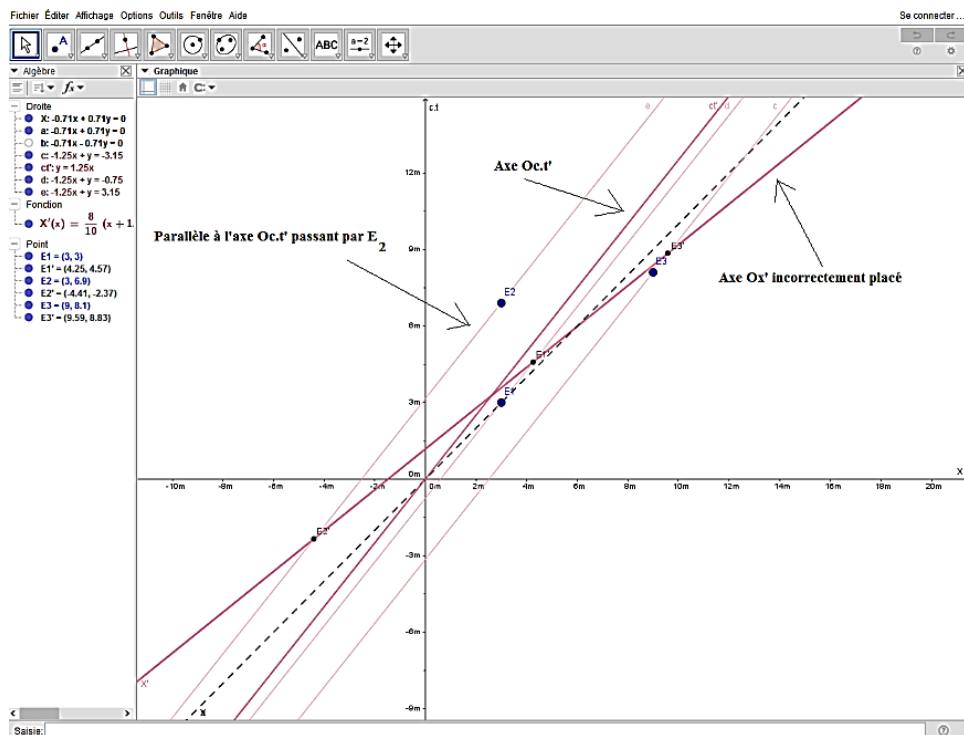 Fichier Éditer Affichage Options Outils Fenêtre Aide
Se connecter ...
ABC
a=2
Algèbre
Graphique
Droite
X: -0.71x + 0.71y = 0
a: -0.71x + 0.71y = 0
b: -0.71x - 0.71y = 0
c: -1.25x + y = -3.15
ct': y = 1.25x
d: -1.25x + y = -0.75
e: -1.25x + y = 3.15
Fonction
X'(x) = 8/10 (x + 1.
Point
E1 = (3, 3)
E1' = (4.25, 4.57)
E2 = (3, 6.9)
E2' = (-4.41, -2.37)
E3 = (9, 8.1)
E3' = (9.59, 8.83)
c.t
e
ct'
d
c
Axe Oc.t'
12m
Parallèle à l'axe Oc.t' passant par E2
9m
E3'
E3
Axe Ox' incorrectement placé
E2
6m
E1'
E1
3m
0m
X
-10m -8m -6m -4m -2m 2m 4m 6m 8m 10m 12m 14m 16m 18m 20m
E2'
-3m
-6m
X'
-9m
Saisie: